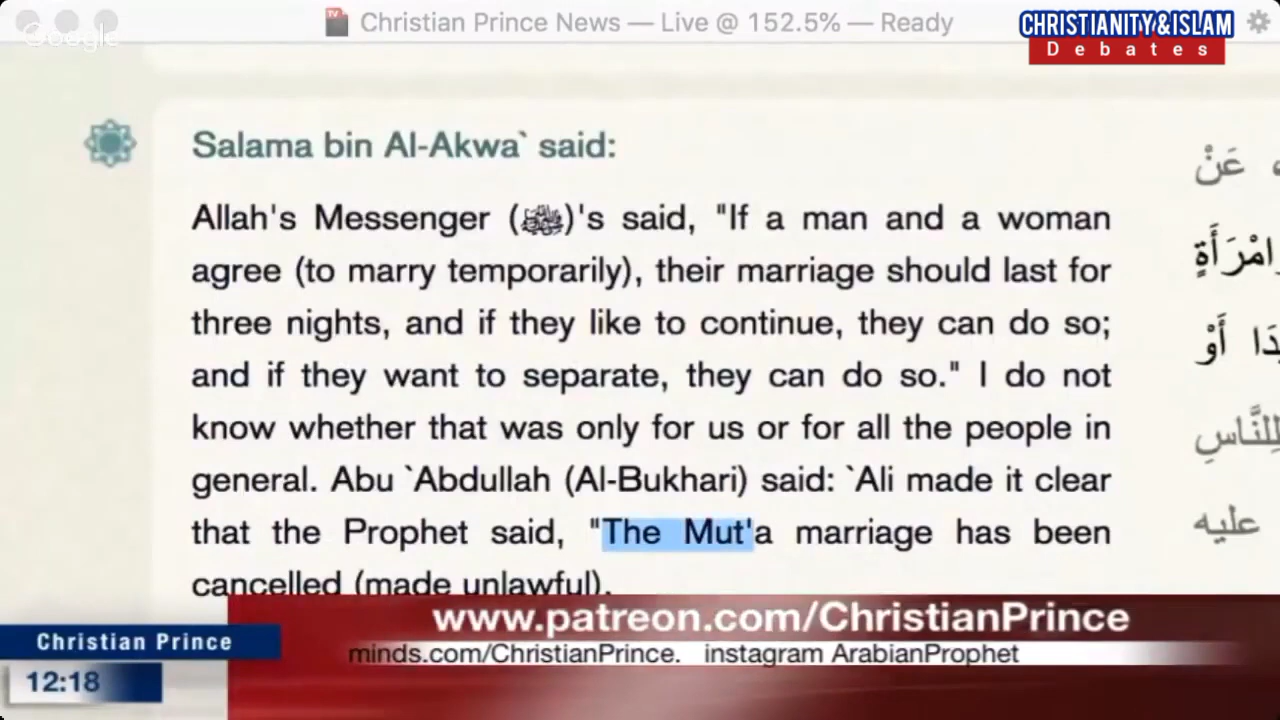 Christian Prince News — Live @ 152.5% — Ready
Google
CHRISTIANITY&ISLAM
Debates
Salama bin Al-Akwa` said:
Allah's Messenger (ﷺ)'s said, "If a man and a woman
agree (to marry temporarily), their marriage should last for
three nights, and if they like to continue, they can do so;
and if they want to separate, they can do so." I do not
know whether that was only for us or for all the people in
general. Abu `Abdullah (Al-Bukhari) said: `Ali made it clear
that the Prophet said, "The Mut'a marriage has been
cancelled (made unlawful).
عَنْ
أَوْ
لِلنَّاسِ
عليه
www.patreon.com/ChristianPrince
Christian Prince
minds.com/ChristianPrince. instagram ArabianProphet
12:18